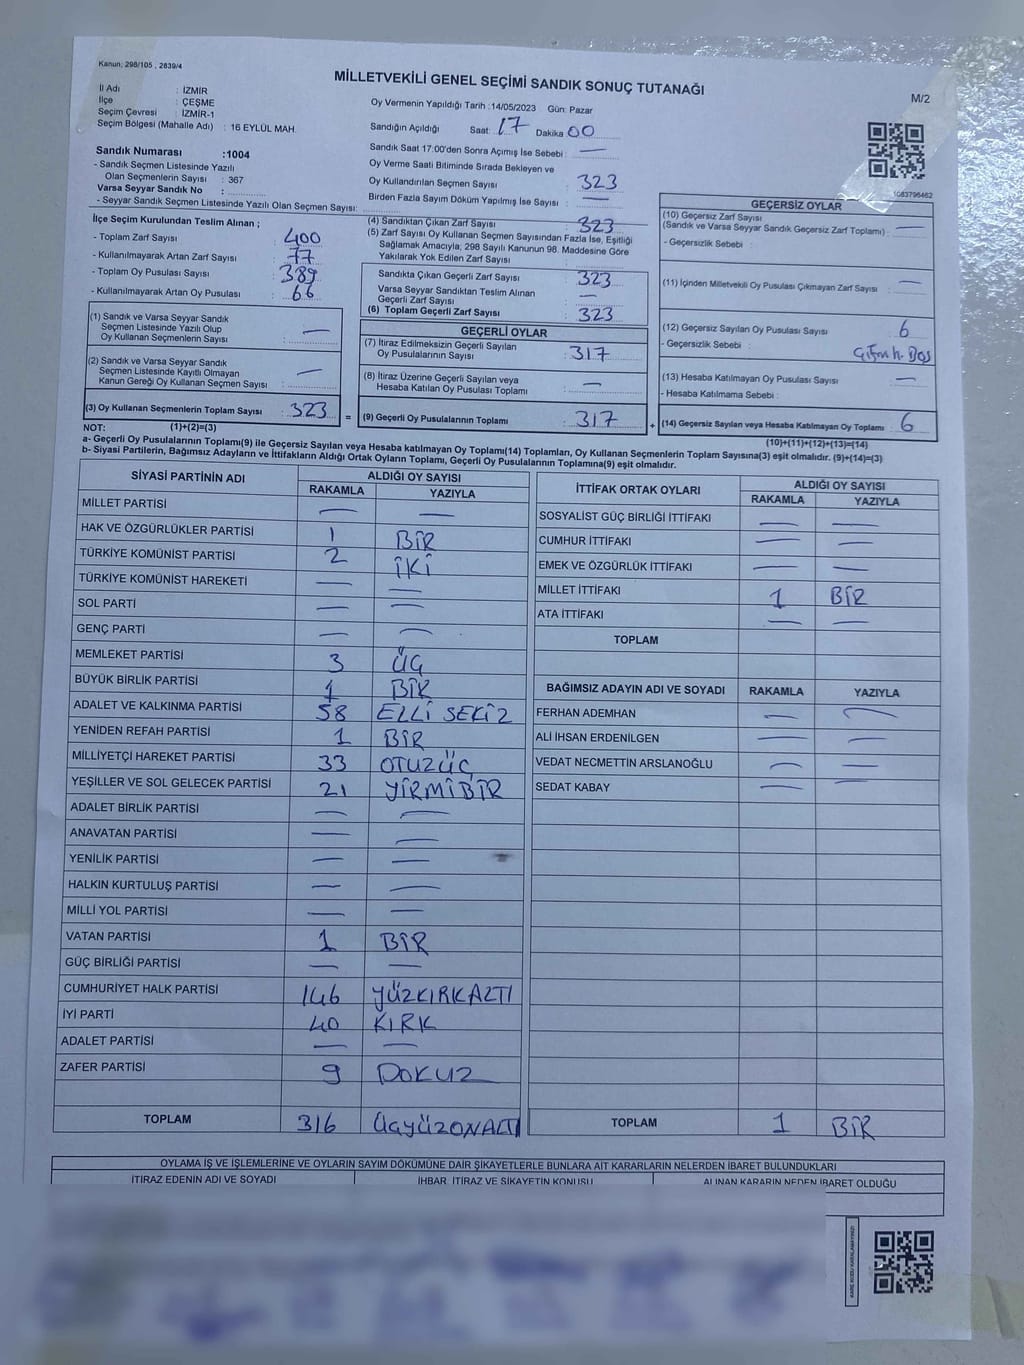 Kanun: 298/105 , 2839/4
MİLLETVEKİLİ GENEL SEÇİMİ SANDIK SONUÇ TUTANAĞI
M/2
İl Adı : İZMİR
İlçe : ÇEŞME
Seçim Çevresi : İZMİR-1
Seçim Bölgesi (Mahalle Adı) : 16 EYLÜL MAH.
Oy Vermenin Yapıldığı Tarih :14/05/2023 Gün: Pazar
Sandığın Açıldığı Saat: 17 Dakika 00
Sandık Saat 17:00'den Sonra Açımış İse Sebebi : —
Oy Verme Saati Bitiminde Sırada Bekleyen ve
Oy Kullandırılan Seçmen Sayısı : 323
Birden Fazla Sayım Döküm Yapılmış İse Sayısı : —
Sandık Numarası :1004
- Sandık Seçmen Listesinde Yazılı
Olan Seçmenlerin Sayısı : 367
Varsa Seyyar Sandık No :
- Seyyar Sandık Seçmen Listesinde Yazılı Olan Seçmen Sayısı:
İlçe Seçim Kurulundan Teslim Alınan ;
- Toplam Zarf Sayısı : 400
- Kullanılmayarak Artan Zarf Sayısı : 77
- Toplam Oy Pusulası Sayısı : 389
- Kullanılmayarak Artan Oy Pusulası : 66
(1) Sandık ve Varsa Seyyar Sandık
Seçmen Listesinde Yazılı Olup
Oy Kullanan Seçmenlerin Sayısı : —
(2) Sandık ve Varsa Seyyar Sandık
Seçmen Listesinde Kayıtlı Olmayan
Kanun Gereği Oy Kullanan Seçmen Sayısı : —
(3) Oy Kullanan Seçmenlerin Toplam Sayısı : 323 =
(4) Sandıktan Çıkan Zarf Sayısı : 323
(5) Zarf Sayısı Oy Kullanan Seçmen Sayısından Fazla İse, Eşitliği
Sağlamak Amacıyla; 298 Sayılı Kanunun 98. Maddesine Göre
Yakılarak Yok Edilen Zarf Sayısı :
Sandıkta Çıkan Geçerli Zarf Sayısı : 323
Varsa Seyyar Sandıktan Teslim Alınan
Geçerli Zarf Sayısı : —
(6) Toplam Geçerli Zarf Sayısı : 323
GEÇERLİ OYLAR
(7) İtiraz Edilmeksizin Geçerli Sayılan
Oy Pusulalarının Sayısı : 317
(8) İtiraz Üzerine Geçerli Sayılan veya
Hesaba Katılan Oy Pusulası Toplamı : —
(9) Geçerli Oy Pusulalarının Toplamı : 317 +
1083796462
GEÇERSİZ OYLAR
(10) Geçersiz Zarf Sayısı
(Sandık ve Varsa Seyyar Sandık Geçersiz Zarf Toplamı) : —
- Geçersizlik Sebebi :
(11) İçinden Milletvekili Oy Pusulası Çıkmayan Zarf Sayısı : —
(12) Geçersiz Sayılan Oy Pusulası Sayısı : 6
- Geçersizlik Sebebi :
(13) Hesaba Katılmayan Oy Pusulası Sayısı : —
- Hesaba Katılmama Sebebi :
(14) Geçersiz Sayılan veya Hesaba Katılmayan Oy Toplamı : 6
NOT: (1)+(2)=(3)
(10)+(11)+(12)+(13)=(14)
a- Geçerli Oy Pusulalarının Toplamı(9) ile Geçersiz Sayılan veya Hesaba katılmayan Oy Toplamı(14) Toplamları, Oy Kullanan Seçmenlerin Toplam Sayısına(3) eşit olmalıdır. (9)+(14)=(3)
b- Siyasi Partilerin, Bağımsız Adayların ve İttifakların Aldığı Oyların Toplamı, Geçerli Oy Pusulalarının Toplamına(9) eşit olmalıdır.
SİYASİ PARTİNİN ADI ALDIĞI OY SAYISI
RAKAMLA YAZIYLA
MİLLET PARTİSİ — —
HAK VE ÖZGÜRLÜKLER PARTİSİ 1 BİR
TÜRKİYE KOMÜNİST PARTİSİ 2 İKİ
TÜRKİYE KOMÜNİST HAREKETİ — —
SOL PARTİ — —
GENÇ PARTİ — —
MEMLEKET PARTİSİ 3 ÜÇ
BÜYÜK BİRLİK PARTİSİ 1 BİR
ADALET VE KALKINMA PARTİSİ 58 ELLİ SEKİZ
YENİDEN REFAH PARTİSİ 1 BİR
MİLLİYETÇİ HAREKET PARTİSİ 33 OTUZÜÇ
YEŞİLLER VE SOL GELECEK PARTİSİ 21 YİRMİBİR
ADALET BİRLİK PARTİSİ — —
ANAVATAN PARTİSİ — —
YENİLİK PARTİSİ — —
HALKIN KURTULUŞ PARTİSİ — —
MİLLİ YOL PARTİSİ — —
VATAN PARTİSİ 1 BİR
GÜÇ BİRLİĞİ PARTİSİ — —
CUMHURİYET HALK PARTİSİ 146 YÜZKIRKALTI
İYİ PARTİ 40 KIRK
ADALET PARTİSİ — —
ZAFER PARTİSİ 9 DOKUZ
TOPLAM 316 ÜÇYÜZONALTI
İTTİFAK ORTAK OYLARI ALDIĞI OY SAYISI
RAKAMLA YAZIYLA
SOSYALİST GÜÇ BİRLİĞİ İTTİFAKI — —
CUMHUR İTTİFAKI — —
EMEK VE ÖZGÜRLÜK İTTİFAKI — —
MİLLET İTTİFAKI 1 BİR
ATA İTTİFAKI — —
TOPLAM
BAĞIMSIZ ADAYIN ADI VE SOYADI RAKAMLA YAZIYLA
FERHAN ADEMHAN — —
ALİ İHSAN ERDENİLGEN — —
VEDAT NECMETTİN ARSLANOĞLU — —
SEDAT KABAY — —
TOPLAM 1 BİR
OYLAMA İŞ VE İŞLEMLERİNE VE OYLARIN SAYIM DÖKÜMÜNE DAİR ŞİKAYETLERLE BUNLARA AİT KARARLARIN NELERDEN İBARET BULUNDUKLARI
İTİRAZ EDENİN ADI VE SOYADI İHBAR, İTİRAZ VE ŞİKAYETİN KONUSU ALINAN KARARIN NEDEN İBARET OLDUĞU